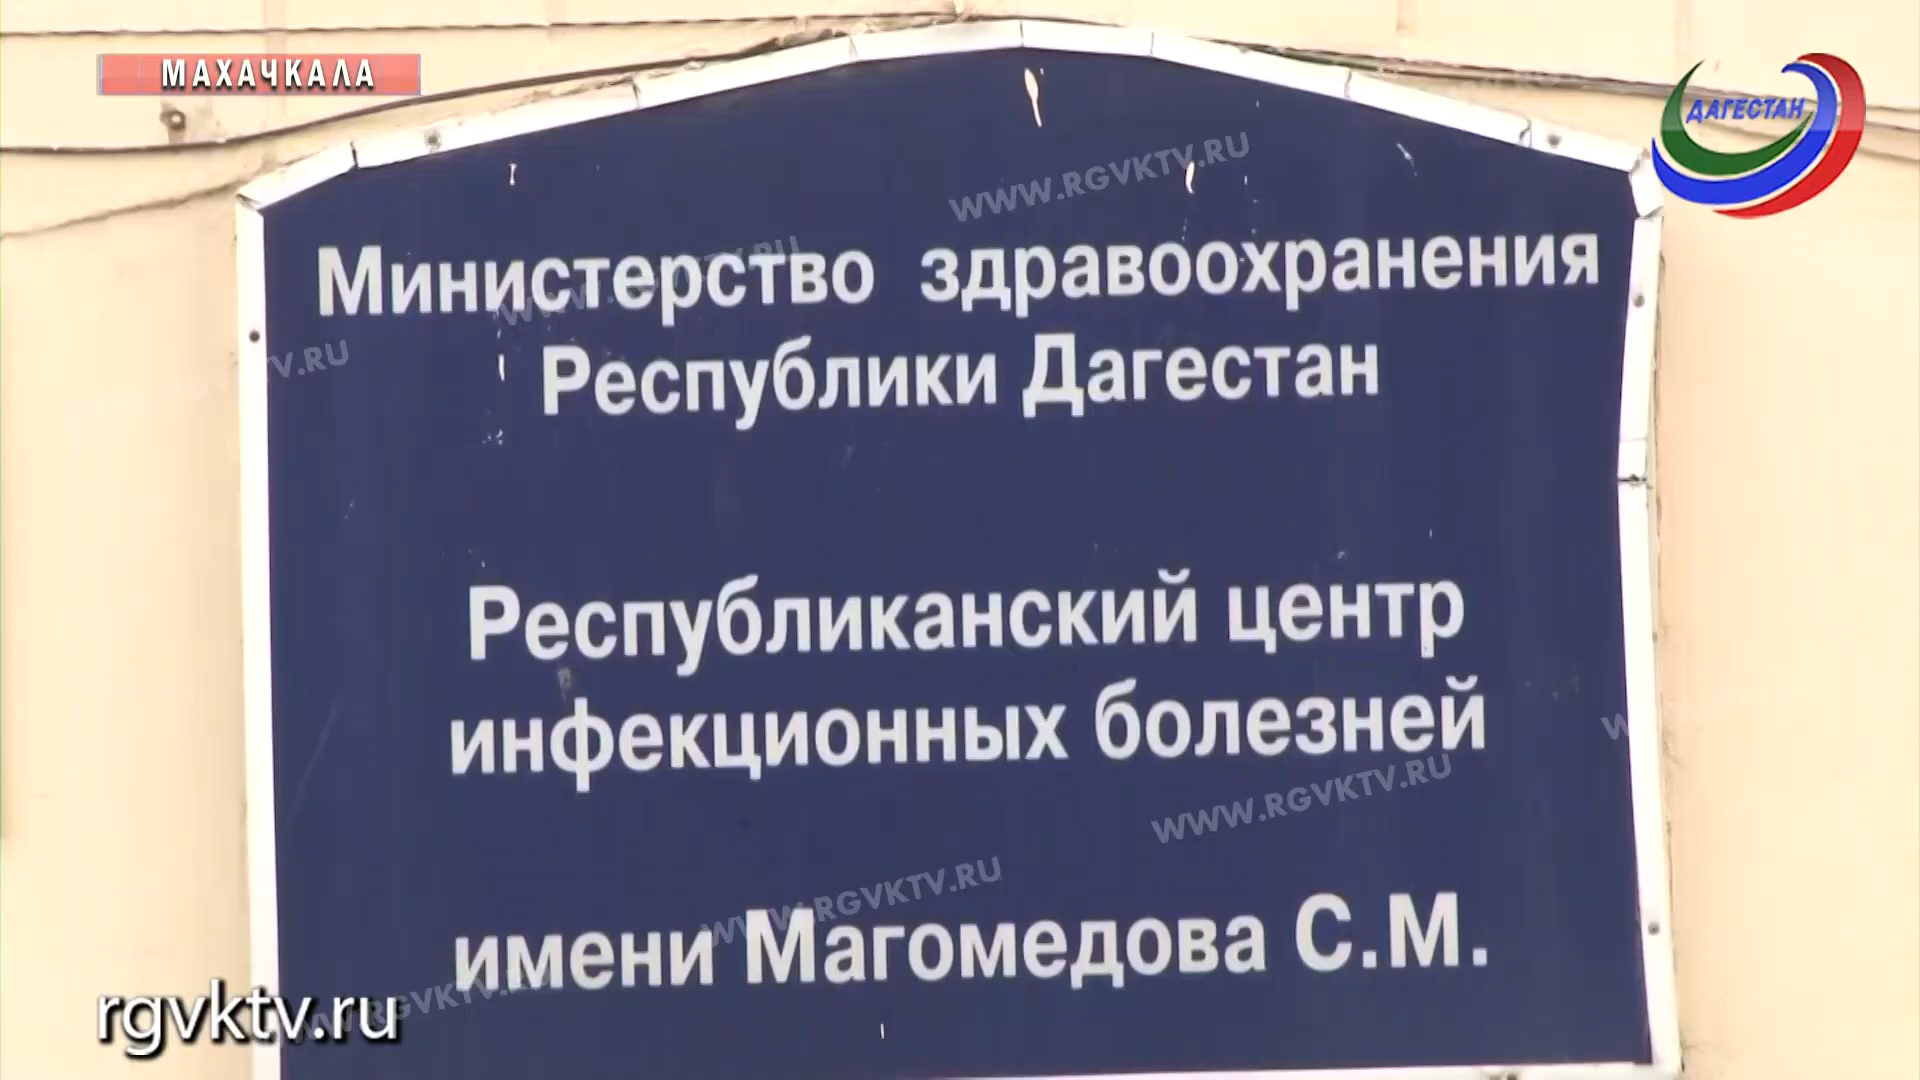 МАХАЧКАЛА
ДАГЕСТАН
WWW.RGVKTV.RU
Министерство здравоохранения
Республики Дагестан
Республиканский центр
инфекционных болезней
WWW.RGVKTV.RU
WWW.RGVKTV.RU
имени Магомедова С.М.
rgvktv.ru